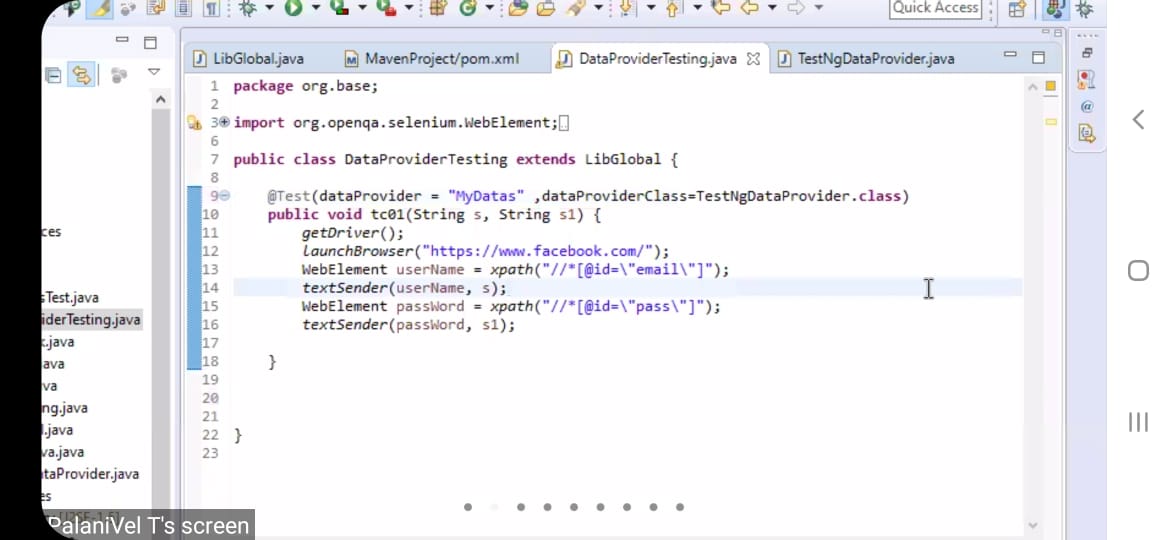 Quick Access
LibGlobal.java
MavenProject/pom.xml
DataProviderTesting.java
TestNgDataProvider.java
1 package org.base;
2
3 import org.openqa.selenium.WebElement;
6
7 public class DataProviderTesting extends LibGlobal {
8
9 @Test(dataProvider = "MyDatas" ,dataProviderClass=TestNgDataProvider.class)
10 public void tc01(String s, String s1) {
11 getDriver();
12 launchBrowser("https://www.facebook.com/");
13 WebElement userName = xpath("//*[@id=\"email\"]");
14 textSender(userName, s);
15 WebElement passWord = xpath("//*[@id=\"pass\"]");
16 textSender(passWord, s1);
17
18 }
19
20
21
22 }
23
ces
sTest.java
iderTesting.java
.java
ava
va
ng.java
l.java
va.java
ataProvider.java
es
PalaniVel T's screen